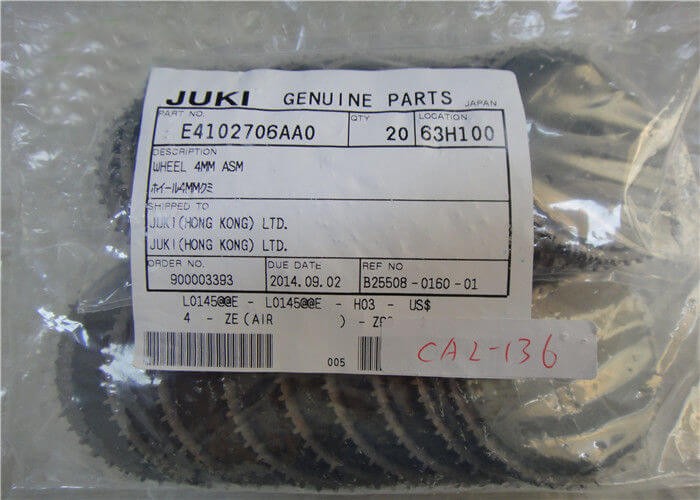 JUKI GENUINE PARTS JAPAN
PART NO. QTY LOCATION
E4102706AA0 20 63H100
DESCRIPTION
WHEEL 4MM ASM
ホイール4MMクミ
SHIPPED TO
JUKI(HONG KONG) LTD.
JUKI(HONG KONG) LTD.
ORDER NO. DUE DATE REF NO
900003393 2014.09.02 B25508-0160-01
L0145@@E - L0145@@E - H03 - US$
4 - ZE(AIR ) -
005
CA2-136